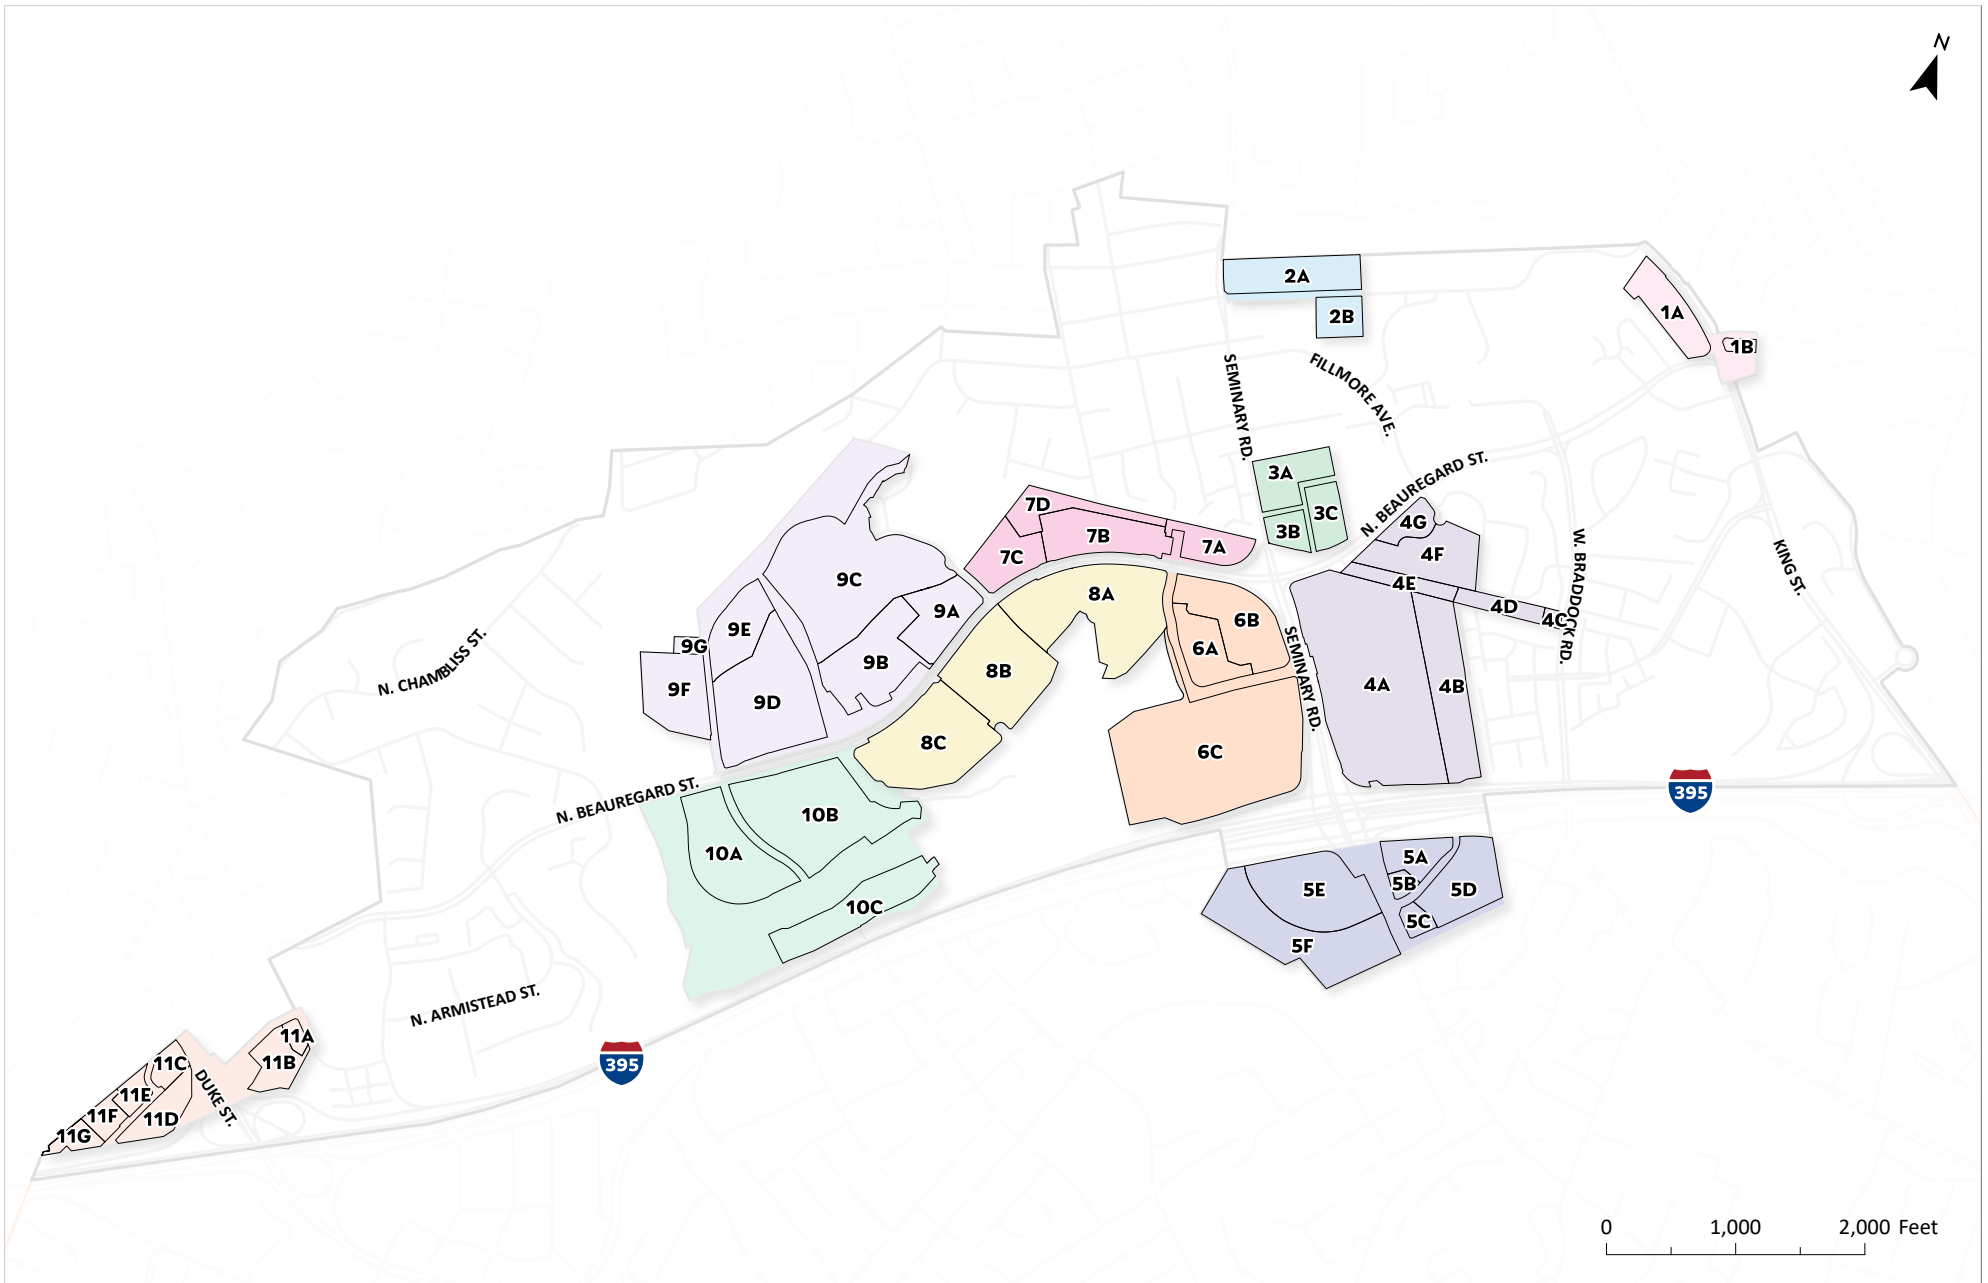 N
2A
2B
1A
1B
SEMINARY RD.
FILLMORE AVE.
3A
3B
3C
N. BEAUREGARD ST.
4G
4F
4E
4D
4C
4A
4B
W. BRADDOCK RD.
KING ST.
7D
7B
7C
7A
9C
9A
9E
9G
9B
9F
9D
8A
8B
8C
6B
6A
6C
SEMINARY RD.
N. CHAMBLISS ST.
N. BEAUREGARD ST.
395
10B
10A
10C
5A
5B
5E
5D
5C
5F
N. ARMISTEAD ST.
395
11A
11B
11C
11E
11F
11D
11G
DUKE ST.
0 1,000 2,000 Feet